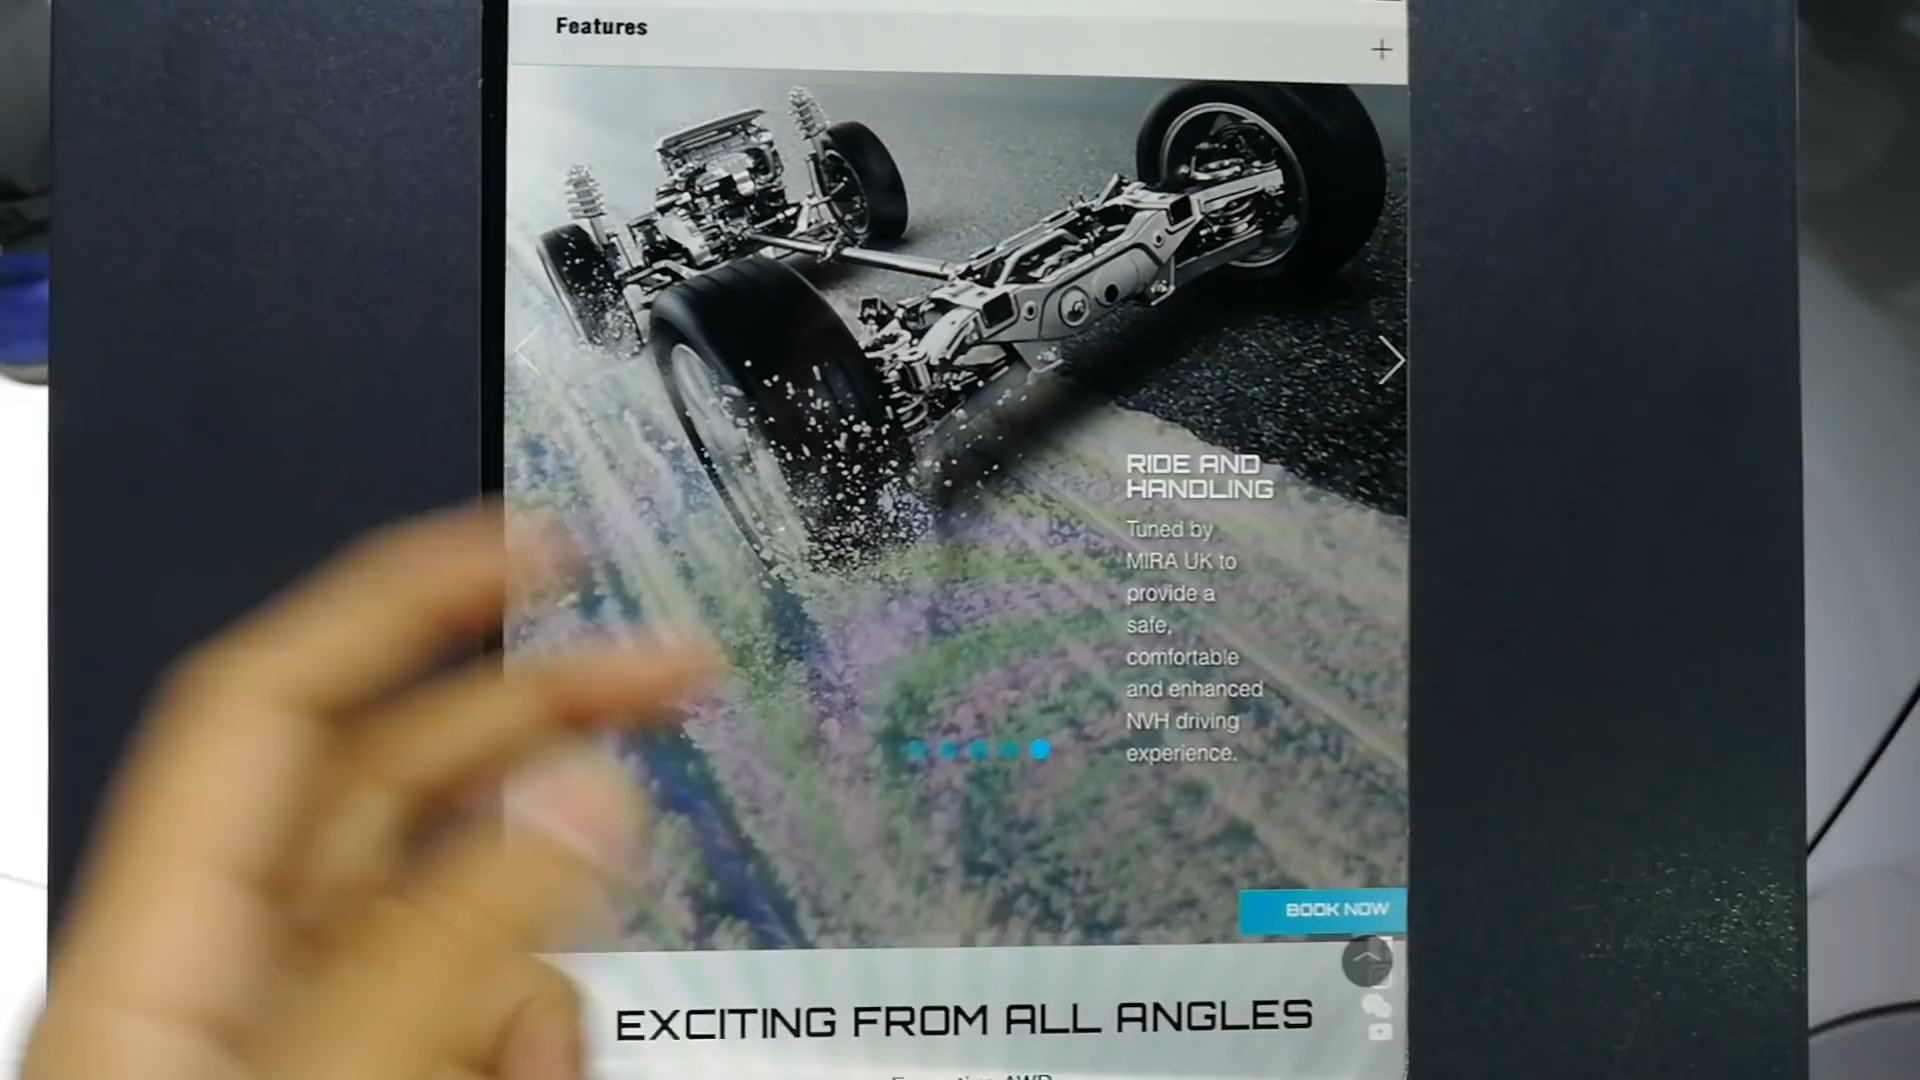 Features
RIDE AND
HANDLING
Tuned by
MIRA UK to
provide a
safe,
comfortable
and enhanced
NVH driving
experience.
BOOK NOW
EXCITING FROM ALL ANGLES
AWD